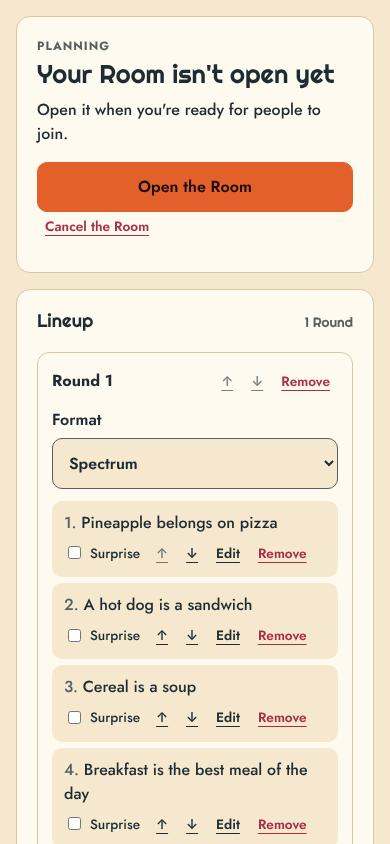 PLANNING
Your Room isn't open yet
Open it when you're ready for people to
join.
Open the Room
Cancel the Room
Lineup 1 Round
Round 1 ↑ ↓ Remove
Format
Spectrum
1. Pineapple belongs on pizza
Surprise ↑ ↓ Edit Remove
2. A hot dog is a sandwich
Surprise ↑ ↓ Edit Remove
3. Cereal is a soup
Surprise ↑ ↓ Edit Remove
4. Breakfast is the best meal of the
day
Surprise ↑ ↓ Edit Remove